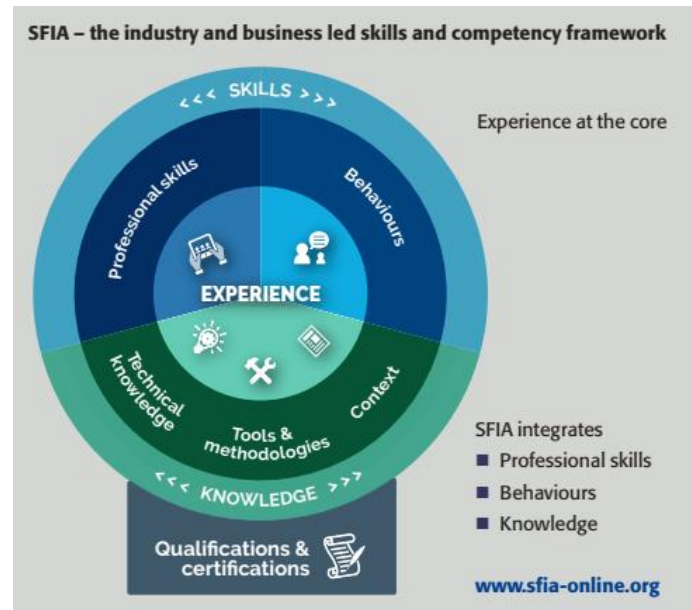 SFIA – the industry and business led skills and competency framework
<<< SKILLS >>>
Experience at the core
Professional skills
Behaviours
EXPERIENCE
Technical
knowledge
Tools &
methodologies
Context
<<< KNOWLEDGE >>>
Qualifications &
certifications
SFIA integrates
■ Professional skills
■ Behaviours
■ Knowledge
www.sfia-online.org